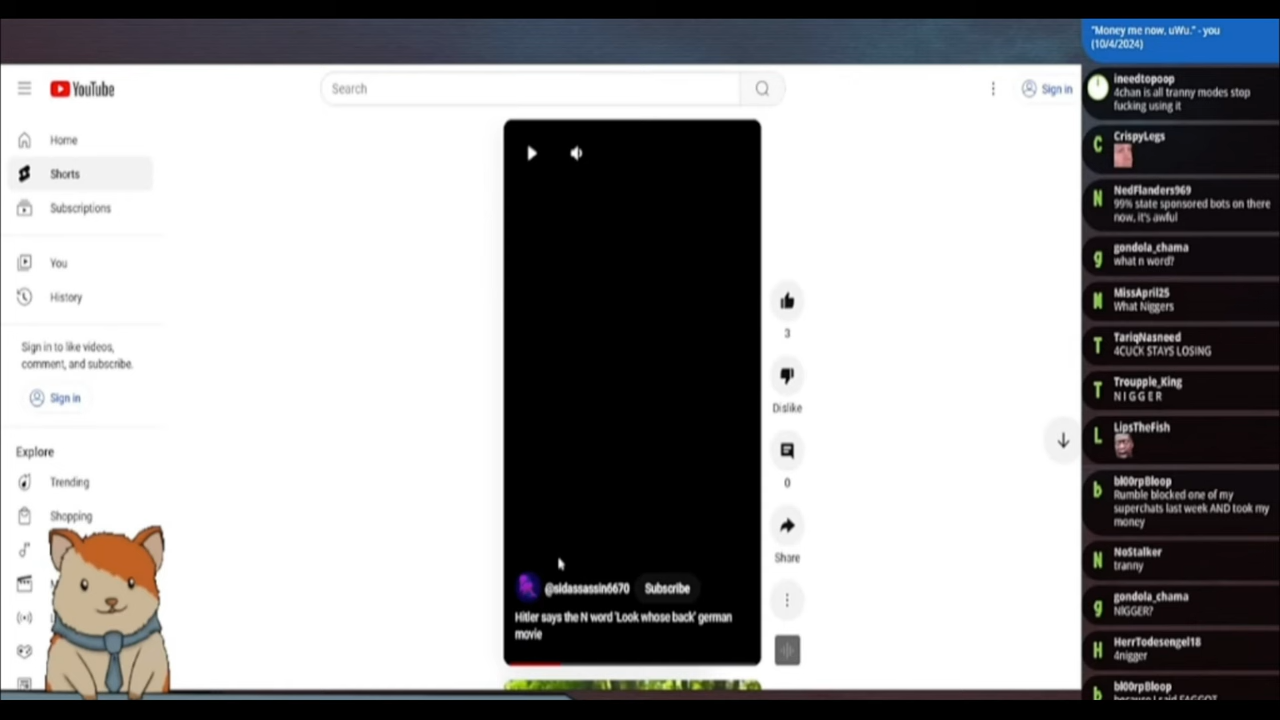 "Money me now, uWu." - you
(10/4/2024)
YouTube
Search
Sign in
Home
Shorts
Subscriptions
You
History
Sign in to like videos,
comment, and subscribe.
Sign in
Explore
Trending
Shopping
3
Dislike
0
Share
@sidassassin6670
Subscribe
Hitler says the N word 'Look whose back' german
movie
ineedtopoop
4chan is all tranny modes stop
fucking using it
C
CrispyLegs
N
NedFlanders969
99% state sponsored bots on there
now, it's awful
g
gondola_chama
what n word?
M
MissApril25
What Niggers
T
TariqNasneed
4CUCK STAYS LOSING
T
Troupple_King
N I G G E R
L
LipsTheFish
b
bl00rpBloop
Rumble blocked one of my
superchats last week AND took my
money
N
NoStalker
tranny
g
gondola_chama
NIGGER?
H
HerrTodesengel18
4nigger
b
bl00rpBloop
because I said FAGGOT